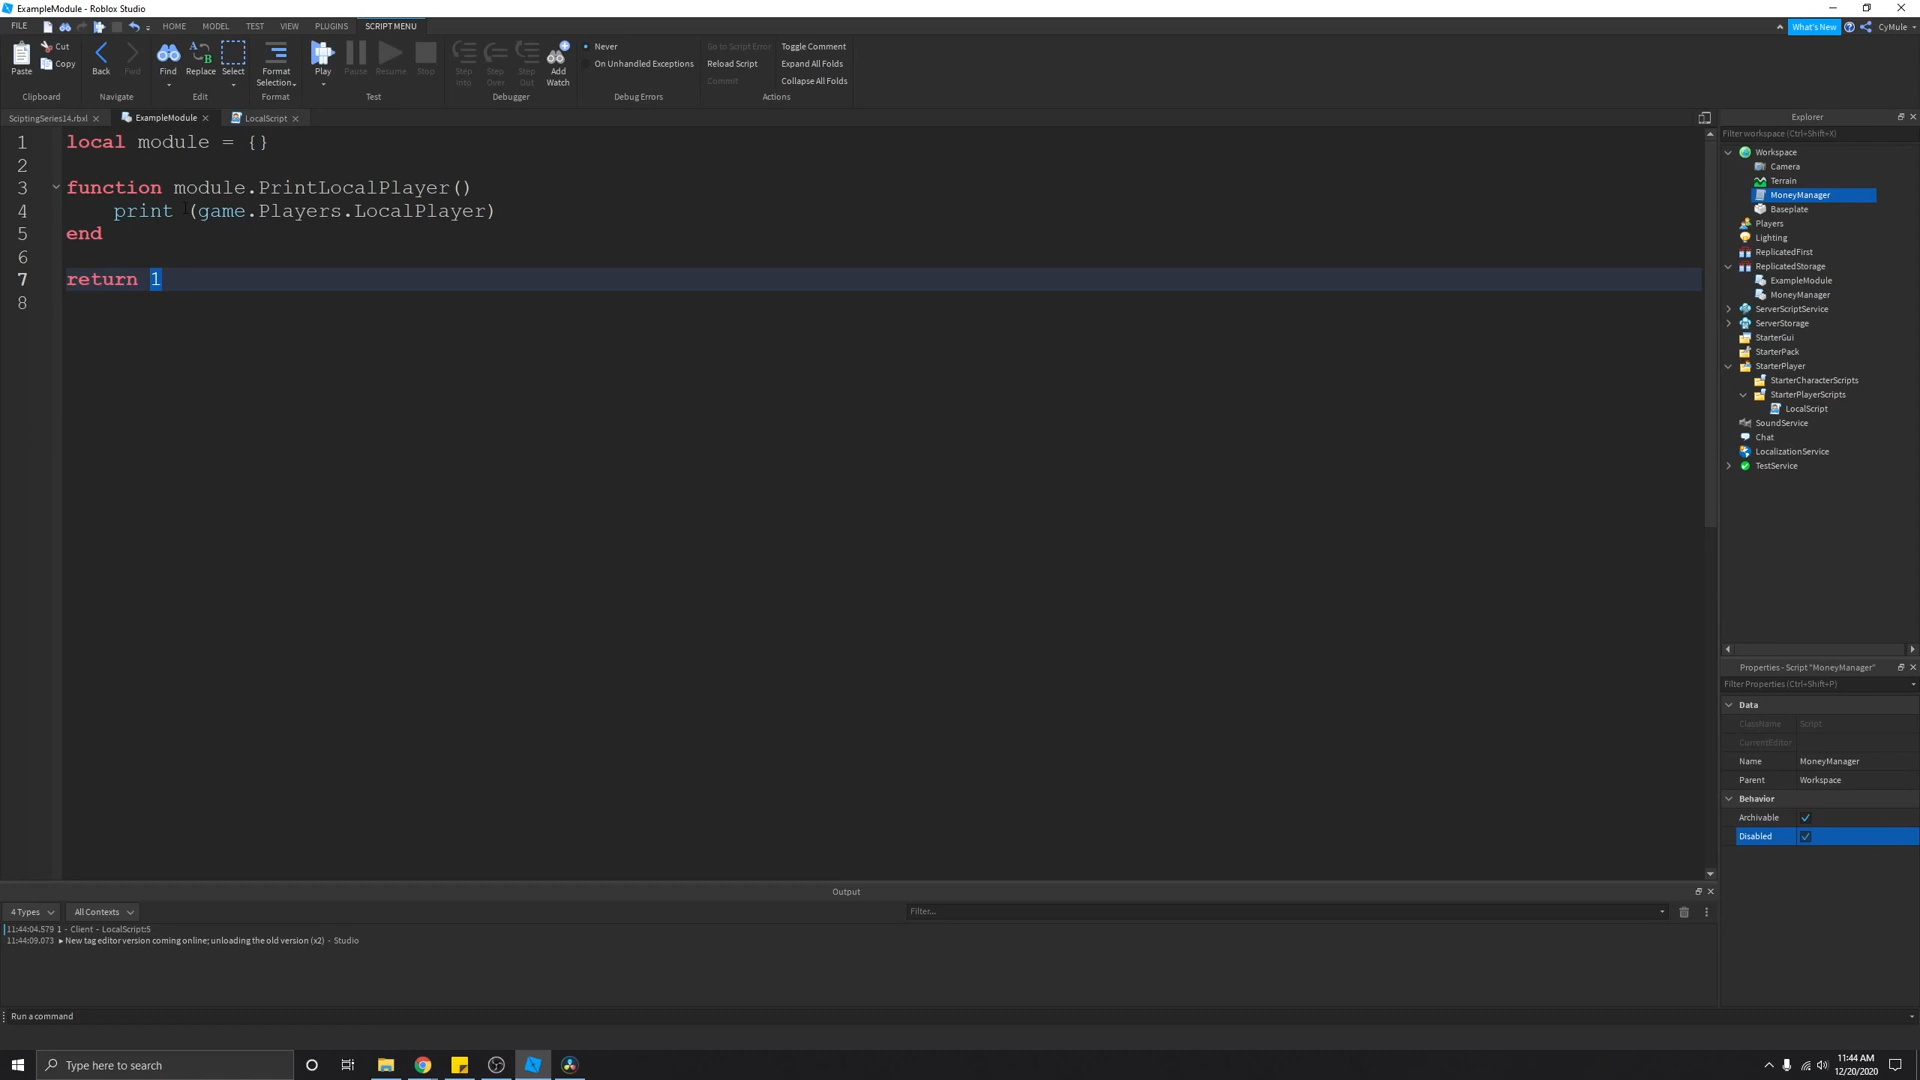 ExampleModule - Roblox Studio
FILE HOME MODEL TEST VIEW PLUGINS SCRIPT MENU What's New CyMule
Paste Cut Copy Back Fwd Find Replace Select Format Selection... Play Pause Resume Stop Step Into Step Over Step Out Add Watch Never On Unhandled Exceptions Go to Script Error Reload Script Commit Toggle Comment Expand All Folds Collapse All Folds
Clipboard Navigate Edit Format Test Debugger Debug Errors Actions
ScriptingSeries14.rbxl ExampleModule LocalScript
1 local module = {}
2
3 function module.PrintLocalPlayer()
4 print (game.Players.LocalPlayer)
5 end
6
7 return 1
8
Explorer
Filter workspace (Ctrl+Shift+X)
Workspace
Camera
Terrain
MoneyManager
Baseplate
Players
Lighting
ReplicatedFirst
ReplicatedStorage
ExampleModule
MoneyManager
ServerScriptService
ServerStorage
StarterGui
StarterPack
StarterPlayer
StarterCharacterScripts
StarterPlayerScripts
LocalScript
SoundService
Chat
LocalizationService
TestService
Properties - Script "MoneyManager"
Filter Properties (Ctrl+Shift+P)
Data
ClassName Script
CurrentEditor
Name MoneyManager
Parent Workspace
Behavior
Archivable
Disabled
Output
4 Types All Contexts Filter...
11:44:04.579 1 - Client - LocalScript:5
11:44:09.073 New tag editor version coming online; unloading the old version (x2) - Studio
Run a command
Type here to search
11:44 AM
12/20/2020